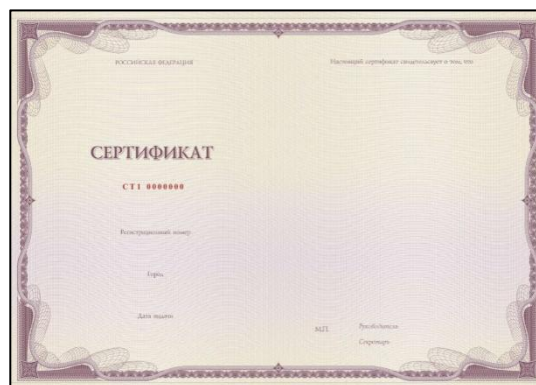 РОССИЙСКАЯ ФЕДЕРАЦИЯ
СЕРТИФИКАТ
СТ1 0000000
Регистрационный номер
Город
Дата выдачи
Настоящий сертификат свидетельствует о том, что
М.П.
Руководитель
Секретарь